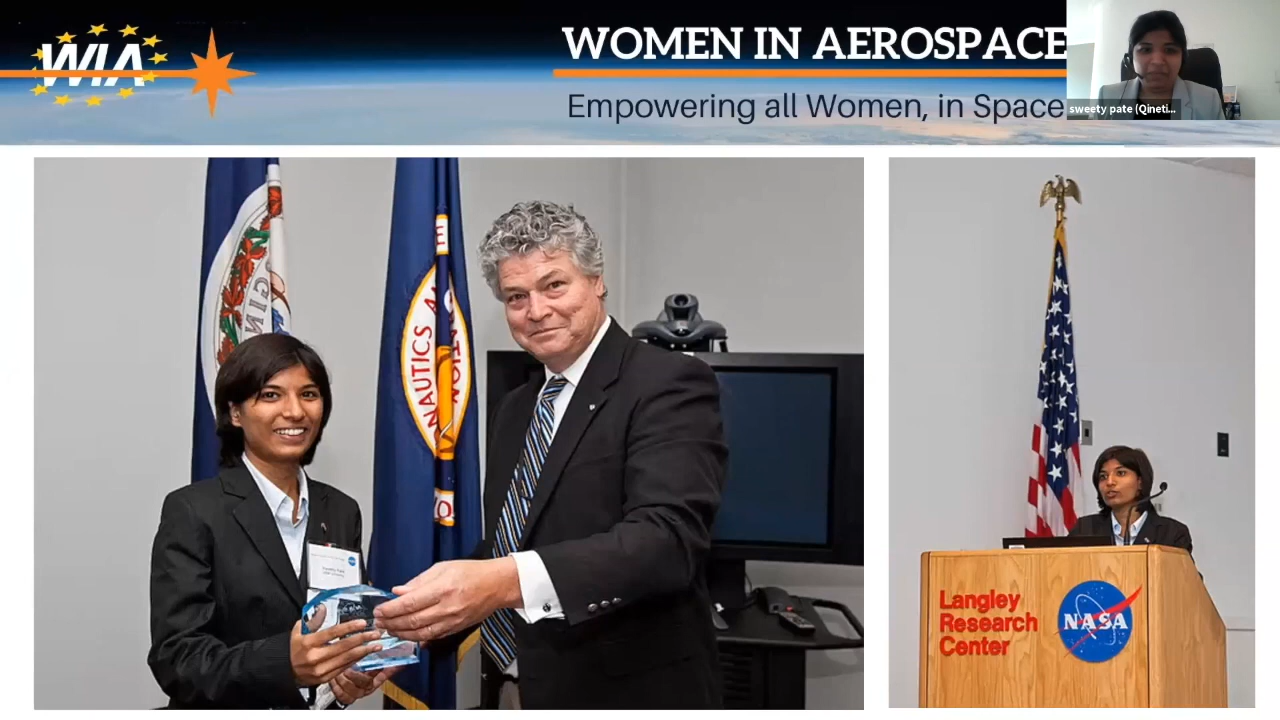 WIA
WOMEN IN AEROSPACE
Empowering all Women, in Space
sweety pate (Qineti...
NAUTICS
Langley
Research
Center
NASA